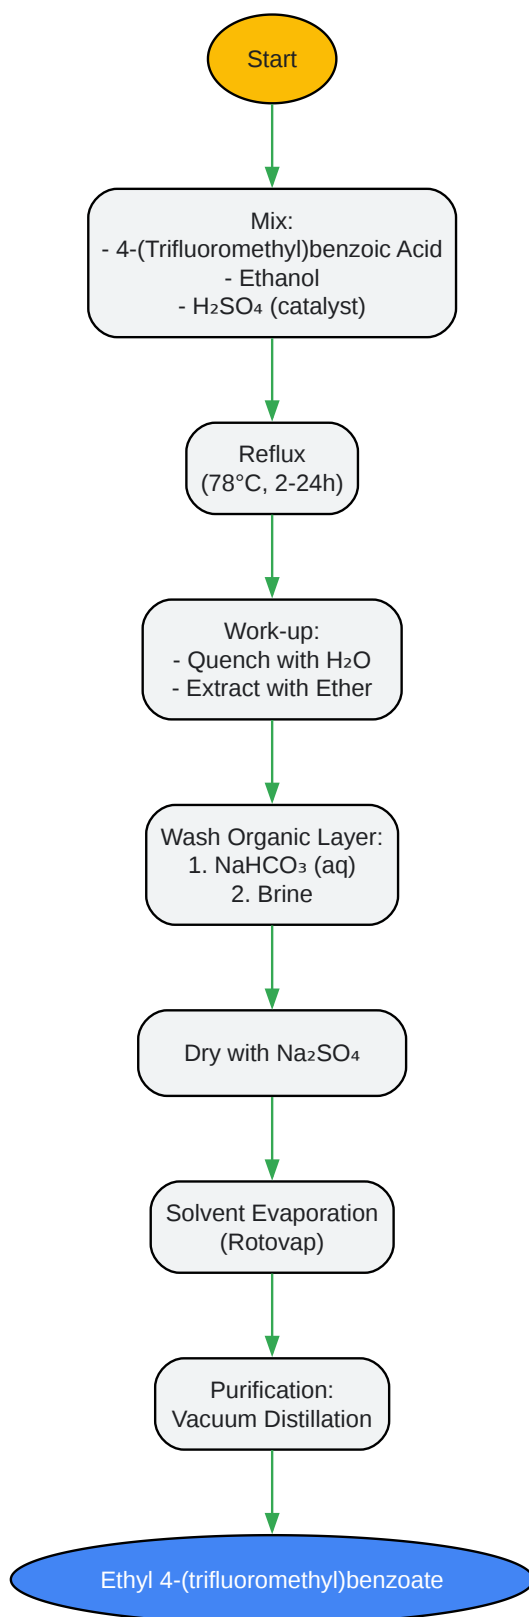 Start
Mix:
- 4-(Trifluoromethyl)benzoic Acid
- Ethanol
- H₂SO₄ (catalyst)
Reflux
(78°C, 2-24h)
Work-up:
- Quench with H₂O
- Extract with Ether
Wash Organic Layer:
1. NaHCO₃ (aq)
2. Brine
Dry with Na₂SO₄
Solvent Evaporation
(Rotovap)
Purification:
Vacuum Distillation
Ethyl 4-(trifluoromethyl)benzoate